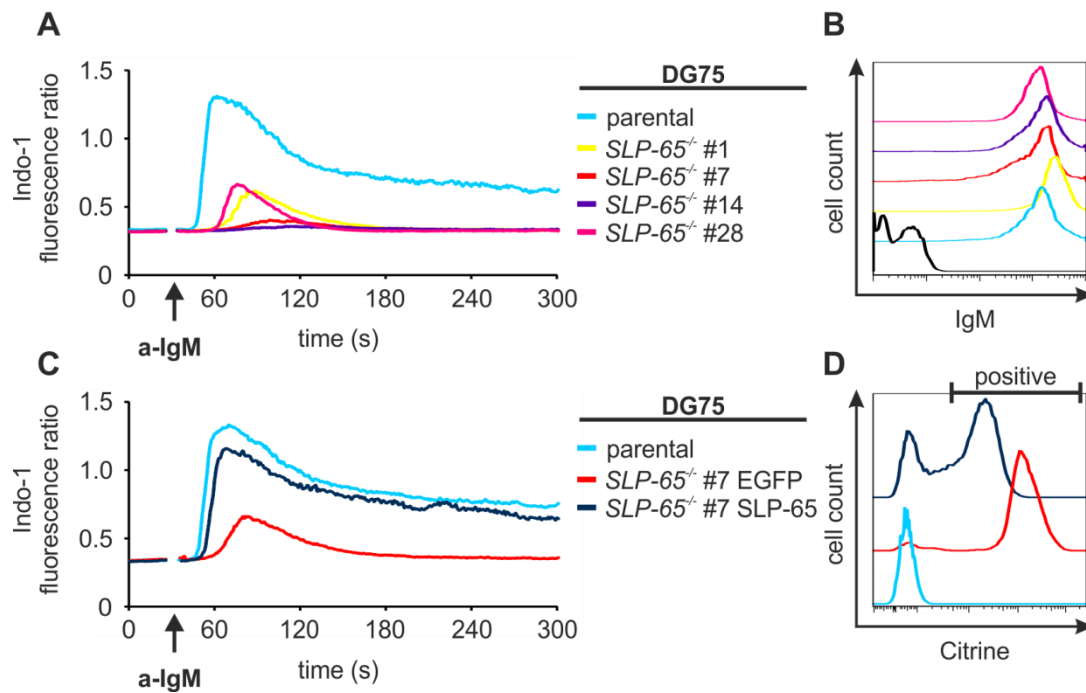 A
Indo-1
fluorescence ratio
1.5
1.0
0.5
0
0
60
120
180
240
300
time (s)
a-IgM
DG75
parental
SLP-65-/- #1
SLP-65-/- #7
SLP-65-/- #14
SLP-65-/- #28
B
cell count
IgM
C
Indo-1
fluorescence ratio
1.5
1.0
0.5
0
0
60
120
180
240
300
time (s)
a-IgM
DG75
parental
SLP-65-/- #7 EGFP
SLP-65-/- #7 SLP-65
D
positive
cell count
Citrine